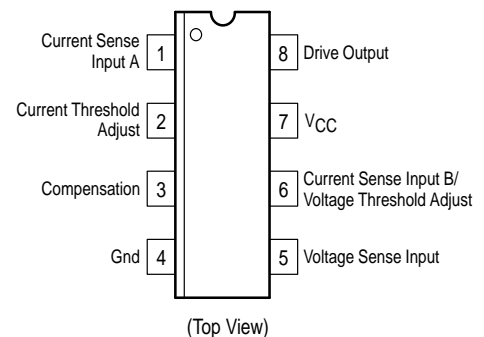 Current Sense
Input A
1
8
Drive Output
Current Threshold
Adjust
2
7
VCC
Compensation
3
6
Current Sense Input B/
Voltage Threshold Adjust
Gnd
4
5
Voltage Sense Input
(Top View)